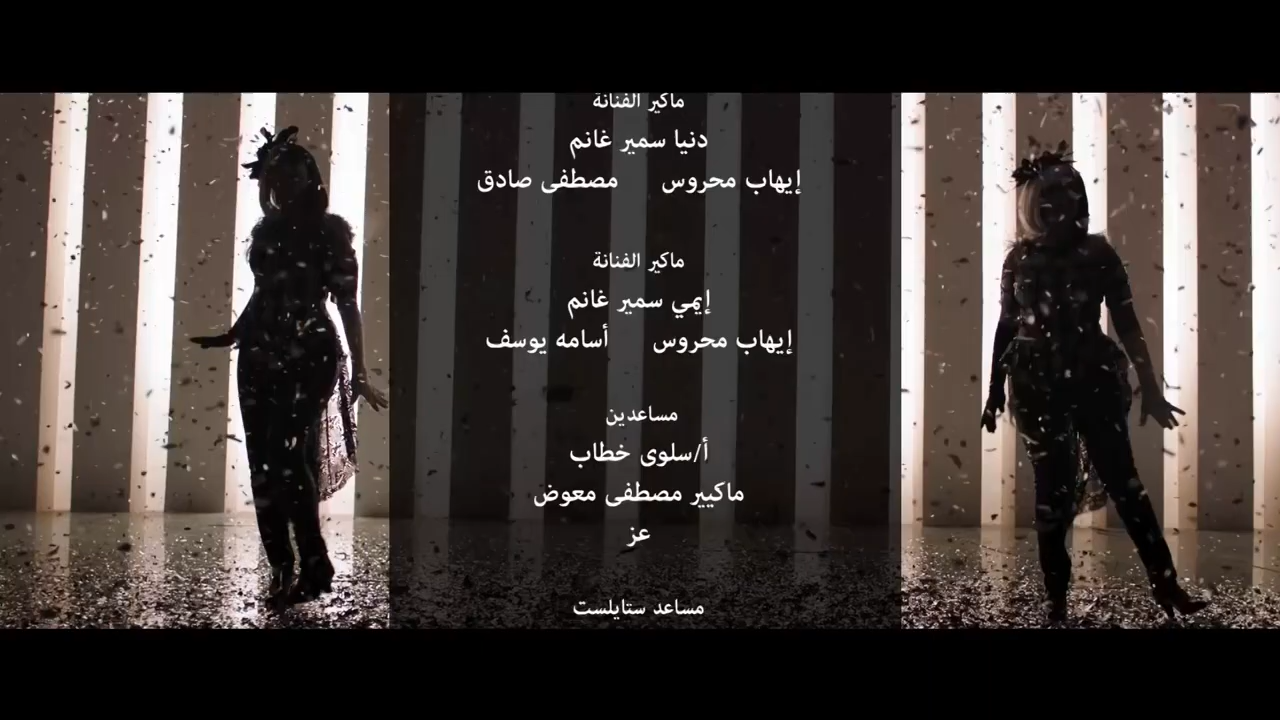 ماكير الفنانة
دنيا سمير غانم
إيهاب محروس مصطفى صادق
ماكير الفنانة
إيمي سمير غانم
إيهاب محروس أسامه يوسف
مساعدين
أ/سلوى خطاب
ماكيير مصطفى معوض
عز
مساعد ستايلست